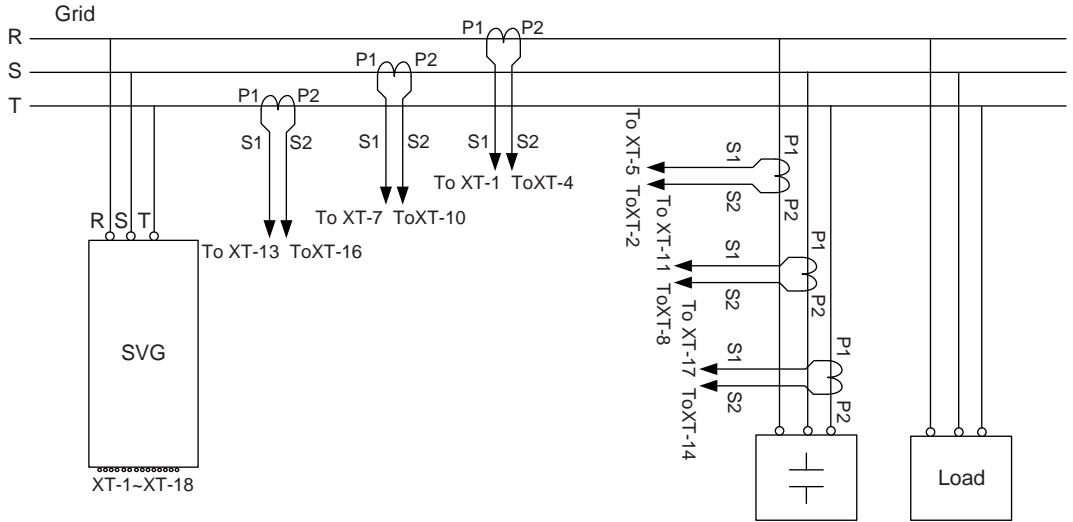 Grid
R
S
T
P1 P2
P1 P2
P1 P2
S1 S2
S1 S2
S1 S2
To XT-1 ToXT-4
To XT-7 ToXT-10
To XT-13 ToXT-16
R S T
SVG
XT-1~XT-18
P1
P2
S1
S2
To XT-5
ToXT-2
P1
P2
S1
S2
To XT-11
ToXT-8
P1
P2
S1
S2
To XT-17
ToXT-14
Load